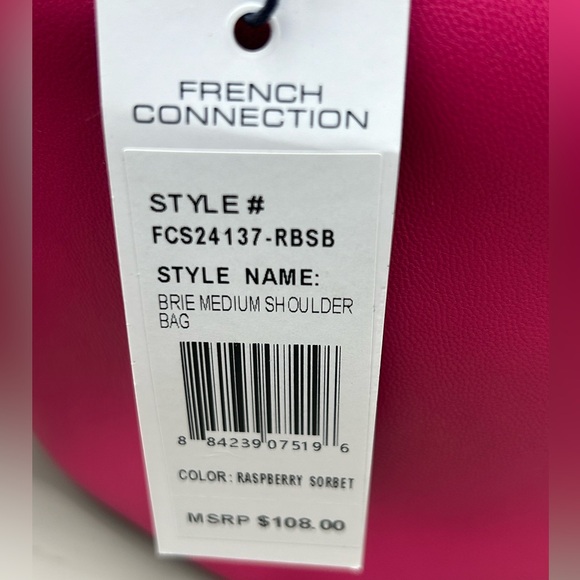 FRENCH
CONNECTION
STYLE #
FCS24137-RBSB
STYLE NAME:
BRIE MEDIUM SHOULDER
BAG
8 84239 07519 6
COLOR: RASPBERRY SORBET
MSRP $108.00